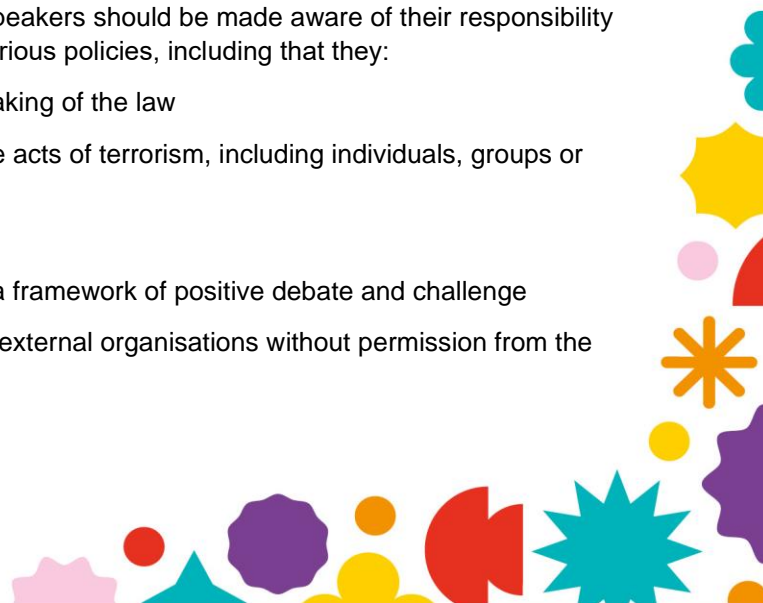 peakers should be made aware of their responsibility
rious policies, including that they:
aking of the law
e acts of terrorism, including individuals, groups or
a framework of positive debate and challenge
external organisations without permission from the